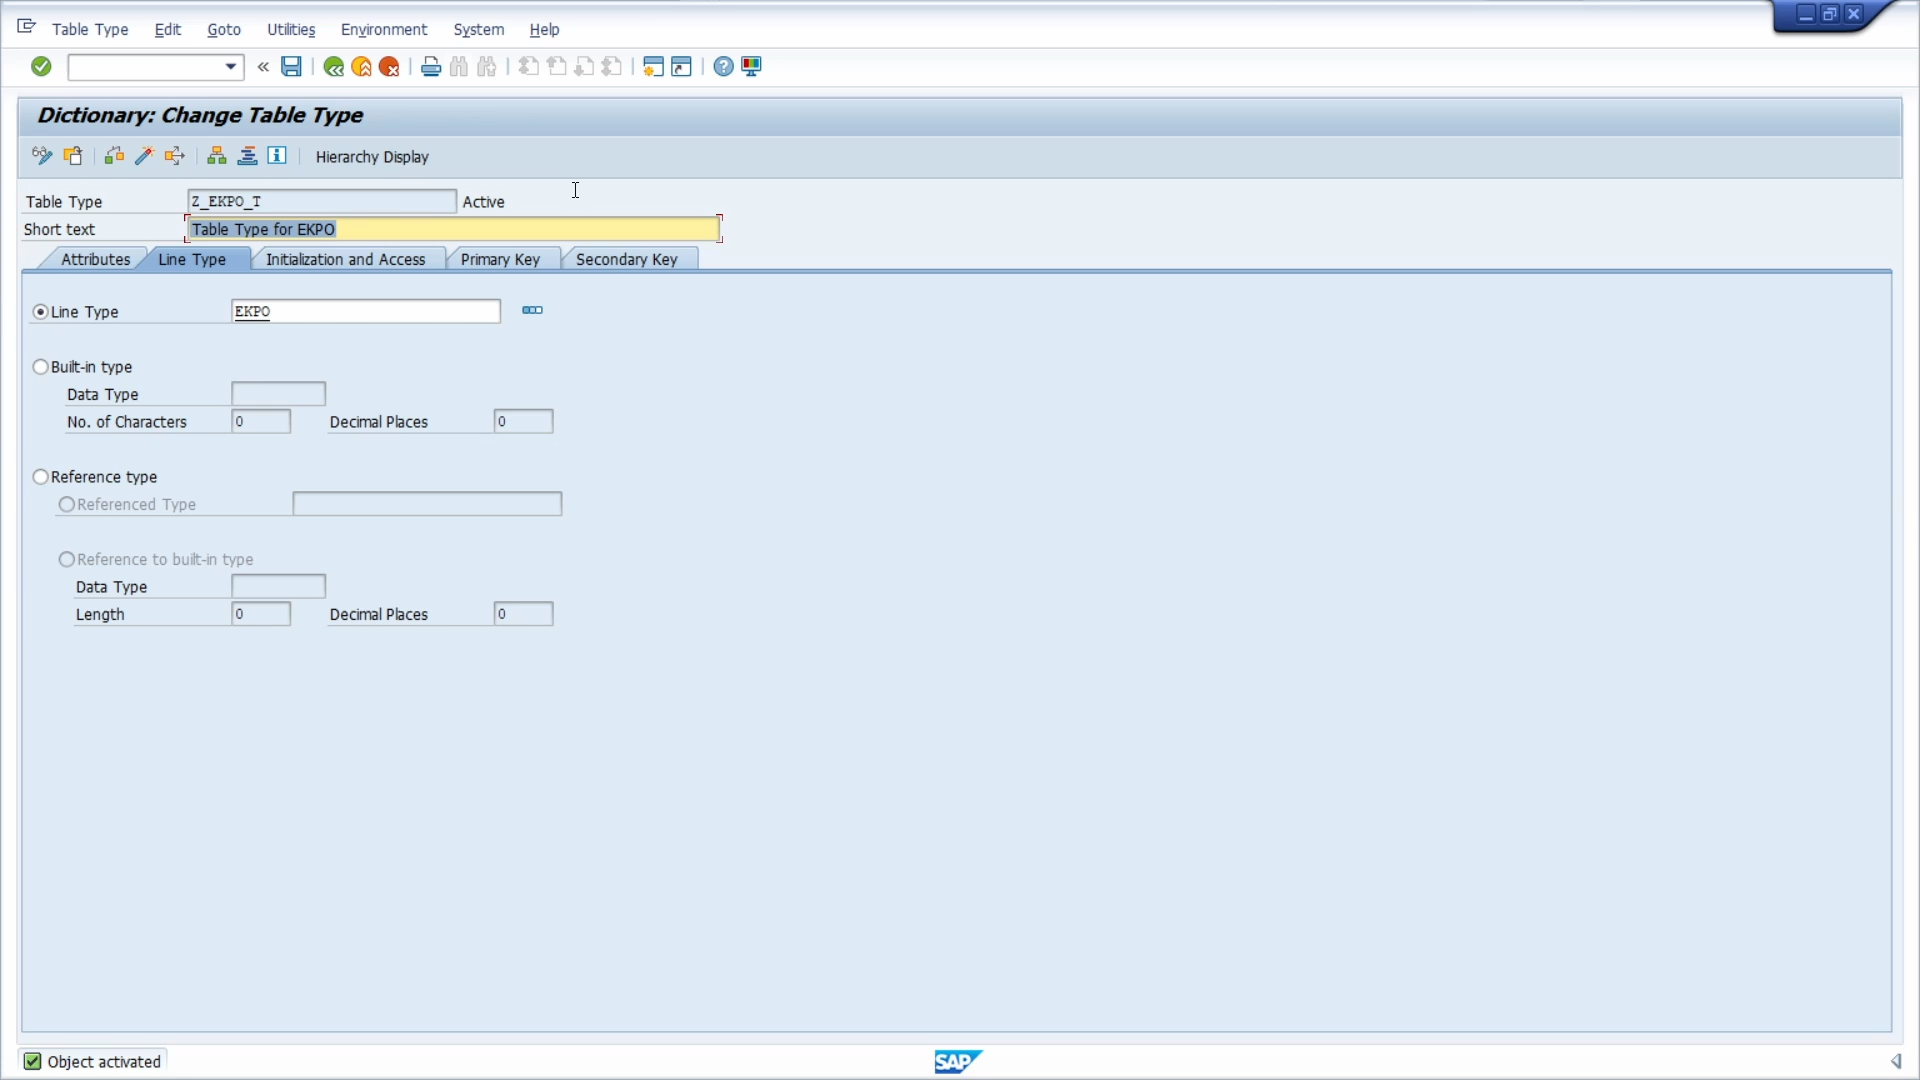 Table Type Edit Goto Utilities Environment System Help
Dictionary: Change Table Type
Hierarchy Display
Table Type Z_EKPO_T Active
Short text Table Type for EKPO
Attributes Line Type Initialization and Access Primary Key Secondary Key
Line Type EKPO
Built-in type
Data Type
No. of Characters 0 Decimal Places 0
Reference type
Referenced Type
Reference to built-in type
Data Type
Length 0 Decimal Places 0
Object activated SAP